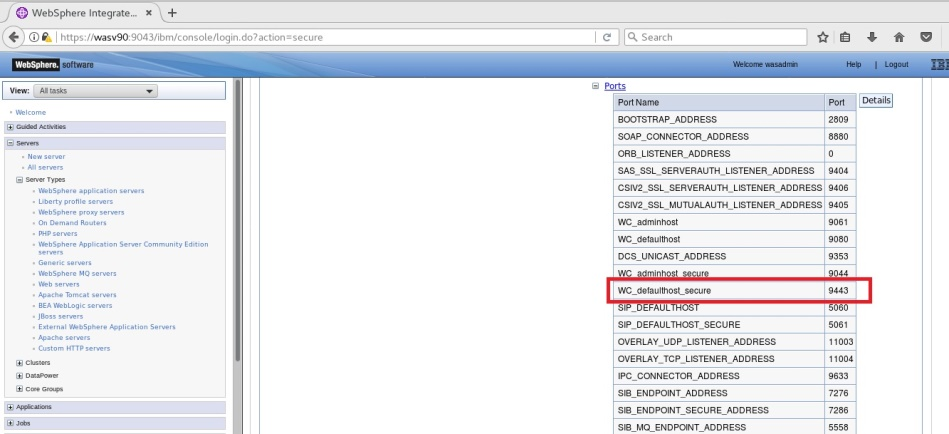 WebSphere Integrate...
https://wasv90:9043/ibm/console/login.do?action=secure
Search
WebSphere. software
Welcome wasadmin
Help | Logout
View: All tasks
Welcome
Guided Activities
Servers
New server
All servers
Server Types
WebSphere application servers
Liberty profile servers
WebSphere proxy servers
On Demand Routers
PHP servers
WebSphere Application Server Community Edition
servers
Generic servers
WebSphere MQ servers
Web servers
Apache Tomcat servers
BEA WebLogic servers
JBoss servers
External WebSphere Application Servers
Apache servers
Custom HTTP servers
Clusters
DataPower
Core Groups
Applications
Jobs
Ports
Port Name Port Details
BOOTSTRAP_ADDRESS 2809
SOAP_CONNECTOR_ADDRESS 8880
ORB_LISTENER_ADDRESS 0
SAS_SSL_SERVERAUTH_LISTENER_ADDRESS 9404
CSIV2_SSL_SERVERAUTH_LISTENER_ADDRESS 9406
CSIV2_SSL_MUTUALAUTH_LISTENER_ADDRESS 9405
WC_adminhost 9061
WC_defaulthost 9080
DCS_UNICAST_ADDRESS 9353
WC_adminhost_secure 9044
WC_defaulthost_secure 9443
SIP_DEFAULTHOST 5060
SIP_DEFAULTHOST_SECURE 5061
OVERLAY_UDP_LISTENER_ADDRESS 11003
OVERLAY_TCP_LISTENER_ADDRESS 11004
IPC_CONNECTOR_ADDRESS 9633
SIB_ENDPOINT_ADDRESS 7276
SIB_ENDPOINT_SECURE_ADDRESS 7286
SIB_MQ_ENDPOINT_ADDRESS 5558